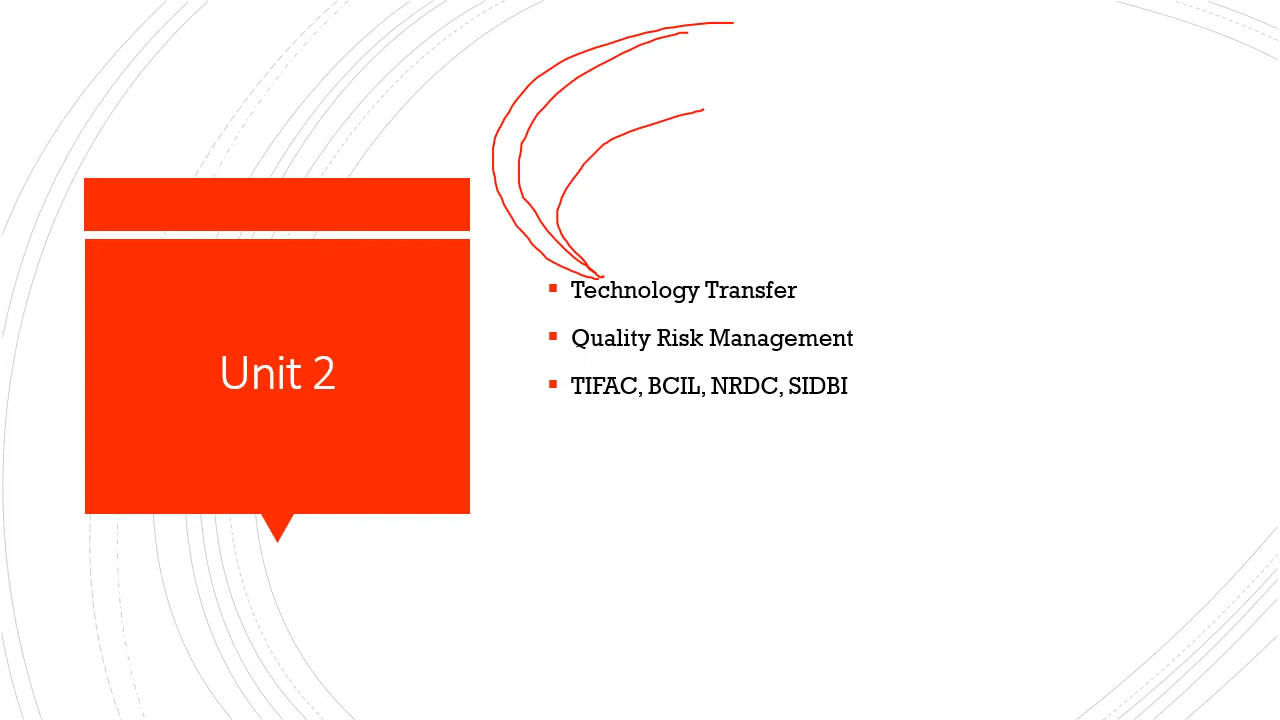 Unit 2
Technology Transfer
Quality Risk Management
TIFAC, BCIL, NRDC, SIDBI